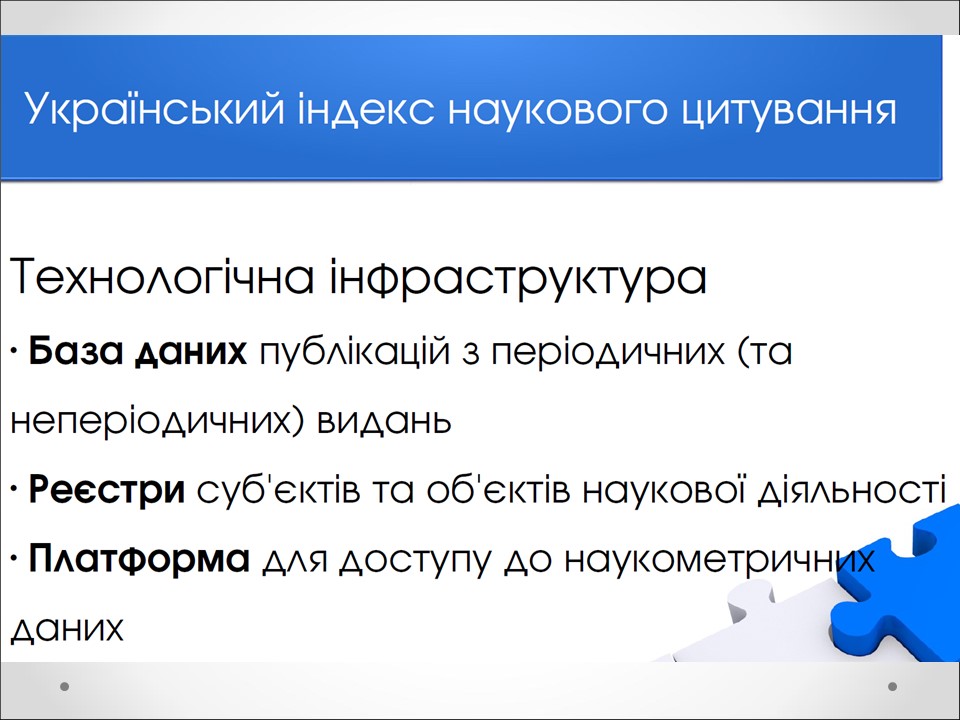 Український індекс наукового цитування
Технологічна інфраструктура
• База даних публікацій з періодичних (та
неперіодичних) видань
• Реєстри суб'єктів та об'єктів наукової діяльності
• Платформа для доступу до наукометричних
даних